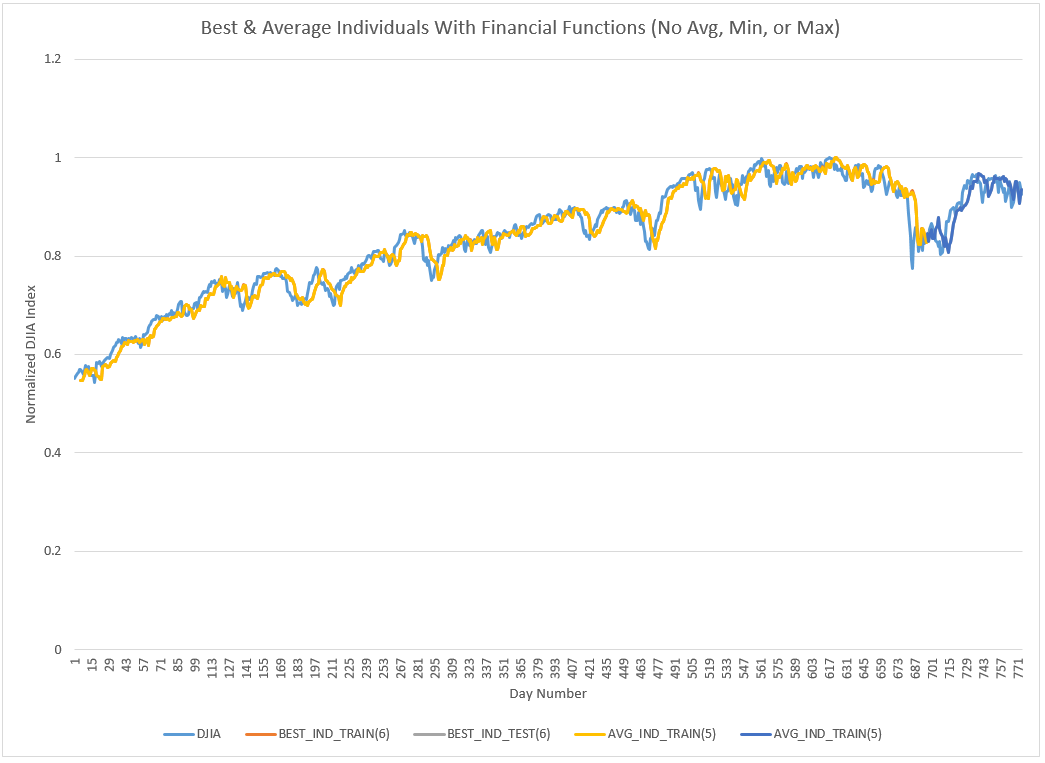 Best & Average Individuals With Financial Functions (No Avg, Min, or Max)
1.2
1
0.8
0.6
0.4
0.2
0
Normalized DJIA Index
1 15 29 43 57 71 85 99 113 127 141 155 169 183 197 211 225 239 253 267 281 295 309 323 337 351 365 379 393 407 421 435 449 463 477 491 505 519 533 547 561 575 589 603 617 631 645 659 673 687 701 715 729 743 757 771
Day Number
DJIA BEST_IND_TRAIN(6) BEST_IND_TEST(6) AVG_IND_TRAIN(5) AVG_IND_TRAIN(5)